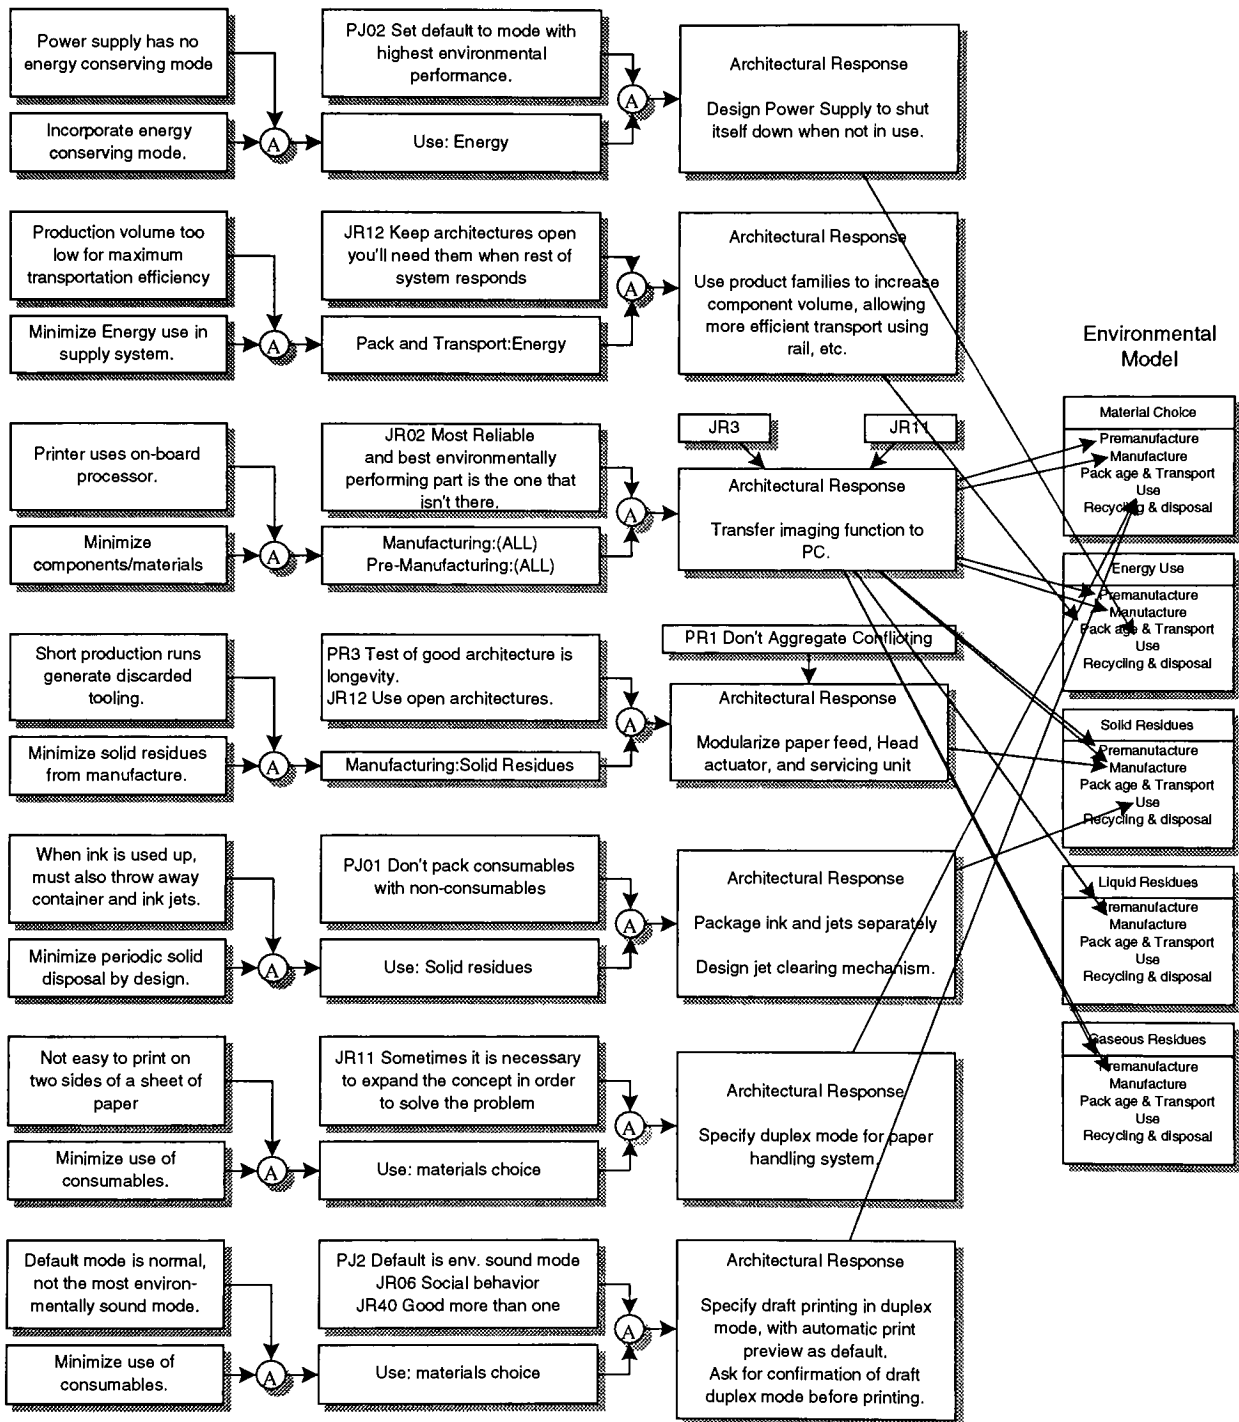 Power supply has no
energy conserving mode
Incorporate energy
conserving mode.
A
PJ02 Set default to mode with
highest environmental
performance.
Use: Energy
A
Architectural Response
Design Power Supply to shut
itself down when not in use.
Production volume too
low for maximum
transportation efficiency
Minimize Energy use in
supply system.
A
JR12 Keep architectures open
you'll need them when rest of
system responds
Pack and Transport:Energy
A
Architectural Response
Use product families to increase
component volume, allowing
more efficient transport using
rail, etc.
Printer uses on-board
processor.
Minimize
components/materials
A
JR02 Most Reliable
and best environmentally
performing part is the one that
isn't there.
Manufacturing:(ALL)
Pre-Manufacturing:(ALL)
A
JR3
JR11
Architectural Response
Transfer imaging function to
PC.
Short production runs
generate discarded
tooling.
Minimize solid residues
from manufacture.
A
PR3 Test of good architecture is
longevity.
JR12 Use open architectures.
Manufacturing:Solid Residues
A
PR1 Don't Aggregate Conflicting
Architectural Response
Modularize paper feed, Head
actuator, and servicing unit
When ink is used up,
must also throw away
container and ink jets.
Minimize periodic solid
disposal by design.
A
PJ01 Don't pack consumables
with non-consumables
Use: Solid residues
A
Architectural Response
Package ink and jets separately
Design jet clearing mechanism.
Not easy to print on
two sides of a sheet of
paper
Minimize use of
consumables.
A
JR11 Sometimes it is necessary
to expand the concept in order
to solve the problem
Use: materials choice
A
Architectural Response
Specify duplex mode for paper
handling system.
Default mode is normal,
not the most environ-
mentally sound mode.
Minimize use of
consumables.
A
PJ2 Default is env. sound mode
JR06 Social behavior
JR40 Good more than one
Use: materials choice
A
Architectural Response
Specify draft printing in duplex
mode, with automatic print
preview as default.
Ask for confirmation of draft
duplex mode before printing.
Environmental
Model
Material Choice
Premanufacture
Manufacture
Pack age & Transport
Use
Recycling & disposal
Energy Use
Premanufacture
Manufacture
Pack age & Transport
Use
Recycling & disposal
Solid Residues
Premanufacture
Manufacture
Pack age & Transport
Use
Recycling & disposal
Liquid Residues
Premanufacture
Manufacture
Pack age & Transport
Use
Recycling & disposal
Gaseous Residues
Premanufacture
Manufacture
Pack age & Transport
Use
Recycling & disposal